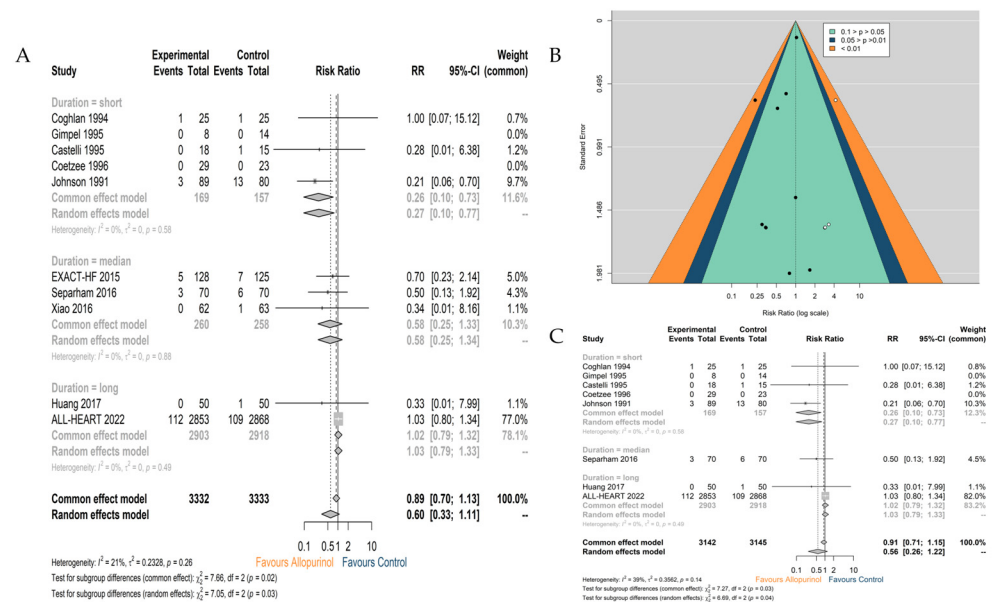 A
Experimental Control Weight
Study Events Total Events Total Risk Ratio RR 95%-CI (common)
Duration = short
Coghlan 1994 1 25 1 25 1.00 [0.07; 15.12] 0.7%
Gimpel 1995 0 8 0 14 0.0%
Castelli 1995 0 18 1 15 0.28 [0.01; 6.38] 1.2%
Coetzee 1996 0 29 0 23 0.0%
Johnson 1991 3 89 13 80 0.21 [0.06; 0.70] 9.7%
Common effect model 169 157 0.26 [0.10; 0.73] 11.6%
Random effects model 0.27 [0.10; 0.77] --
Heterogeneity: I² = 0%, τ² = 0, p = 0.58
Duration = median
EXACT-HF 2015 5 128 7 125 0.70 [0.23; 2.14] 5.0%
Separham 2016 3 70 6 70 0.50 [0.13; 1.92] 4.3%
Xiao 2016 0 62 1 63 0.34 [0.01; 8.16] 1.1%
Common effect model 260 258 0.58 [0.25; 1.33] 10.3%
Random effects model 0.58 [0.25; 1.34] --
Heterogeneity: I² = 0%, τ² = 0, p = 0.88
Duration = long
Huang 2017 0 50 1 50 0.33 [0.01; 7.99] 1.1%
ALL-HEART 2022 112 2853 109 2868 1.03 [0.80; 1.34] 77.0%
Common effect model 2903 2918 1.02 [0.79; 1.32] 78.1%
Random effects model 1.03 [0.79; 1.33] --
Heterogeneity: I² = 0%, τ² = 0, p = 0.49
Common effect model 3332 3333 0.89 [0.70; 1.13] 100.0%
Random effects model 0.60 [0.33; 1.11] --
0.1 0.5 1 2 10
Heterogeneity: I² = 21%, τ² = 0.2328, p = 0.26
Favours Allopurinol Favours Control
Test for subgroup differences (common effect): χ²₂ = 7.66, df = 2 (p = 0.02)
Test for subgroup differences (random effects): χ²₂ = 7.05, df = 2 (p = 0.03)
B
0.1 > p > 0.05
0.05 > p >0.01
< 0.01
Standard Error
0
0.495
0.991
1.486
1.981
0.1 0.25 0.5 1 2 4 10
Risk Ratio (log scale)
C
Experimental Control Weight
Study Events Total Events Total Risk Ratio RR 95%-CI (common)
Duration = short
Coghlan 1994 1 25 1 25 1.00 [0.07; 15.12] 0.8%
Gimpel 1995 0 8 0 14 0.0%
Castelli 1995 0 18 1 15 0.28 [0.01; 6.38] 1.2%
Coetzee 1996 0 29 0 23 0.0%
Johnson 1991 3 89 13 80 0.21 [0.06; 0.70] 10.3%
Common effect model 169 157 0.26 [0.10; 0.73] 12.3%
Random effects model 0.27 [0.10; 0.77] --
Heterogeneity: I² = 0%, τ² = 0, p = 0.58
Duration = median
Separham 2016 3 70 6 70 0.50 [0.13; 1.92] 4.5%
Duration = long
Huang 2017 0 50 1 50 0.33 [0.01; 7.99] 1.1%
ALL-HEART 2022 112 2853 109 2868 1.03 [0.80; 1.34] 82.0%
Common effect model 2903 2918 1.02 [0.79; 1.32] 83.2%
Random effects model 1.03 [0.79; 1.33] --
Heterogeneity: I² = 0%, τ² = 0, p = 0.49
Common effect model 3142 3145 0.91 [0.71; 1.15] 100.0%
Random effects model 0.56 [0.26; 1.22] --
0.1 0.5 1 2 10
Heterogeneity: I² = 39%, τ² = 0.3562, p = 0.14
Favours Allopurinol Favours Control
Test for subgroup differences (common effect): χ²₂ = 7.27, df = 2 (p = 0.03)
Test for subgroup differences (random effects): χ²₂ = 6.69, df = 2 (p = 0.04)